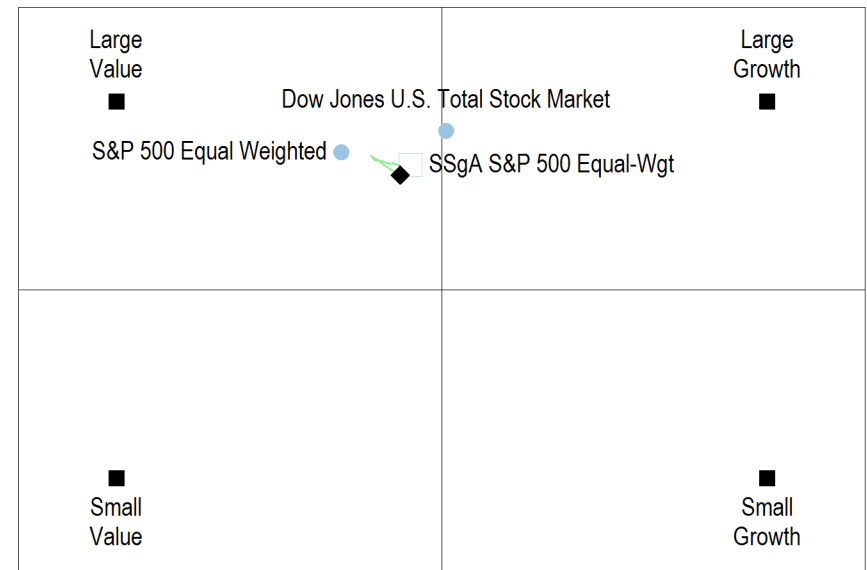 Large
Value
Large
Growth
Dow Jones U.S. Total Stock Market
S&P 500 Equal Weighted
SSgA S&P 500 Equal-Wgt
Small
Value
Small
Growth